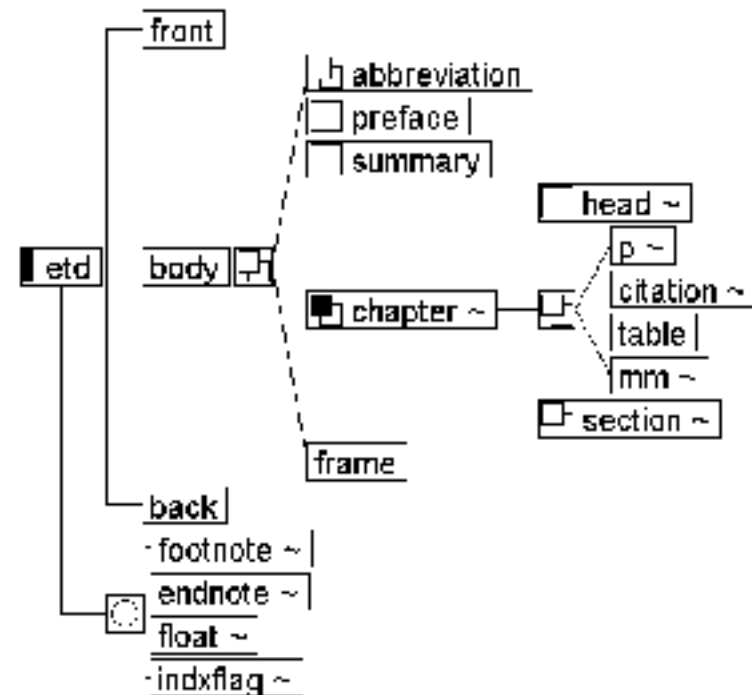 front
abbreviation
preface
summary
head ~
p ~
etd
body
citation ~
chapter ~
table
mm ~
section ~
frame
back
footnote ~
endnote ~
float ~
indxflag ~